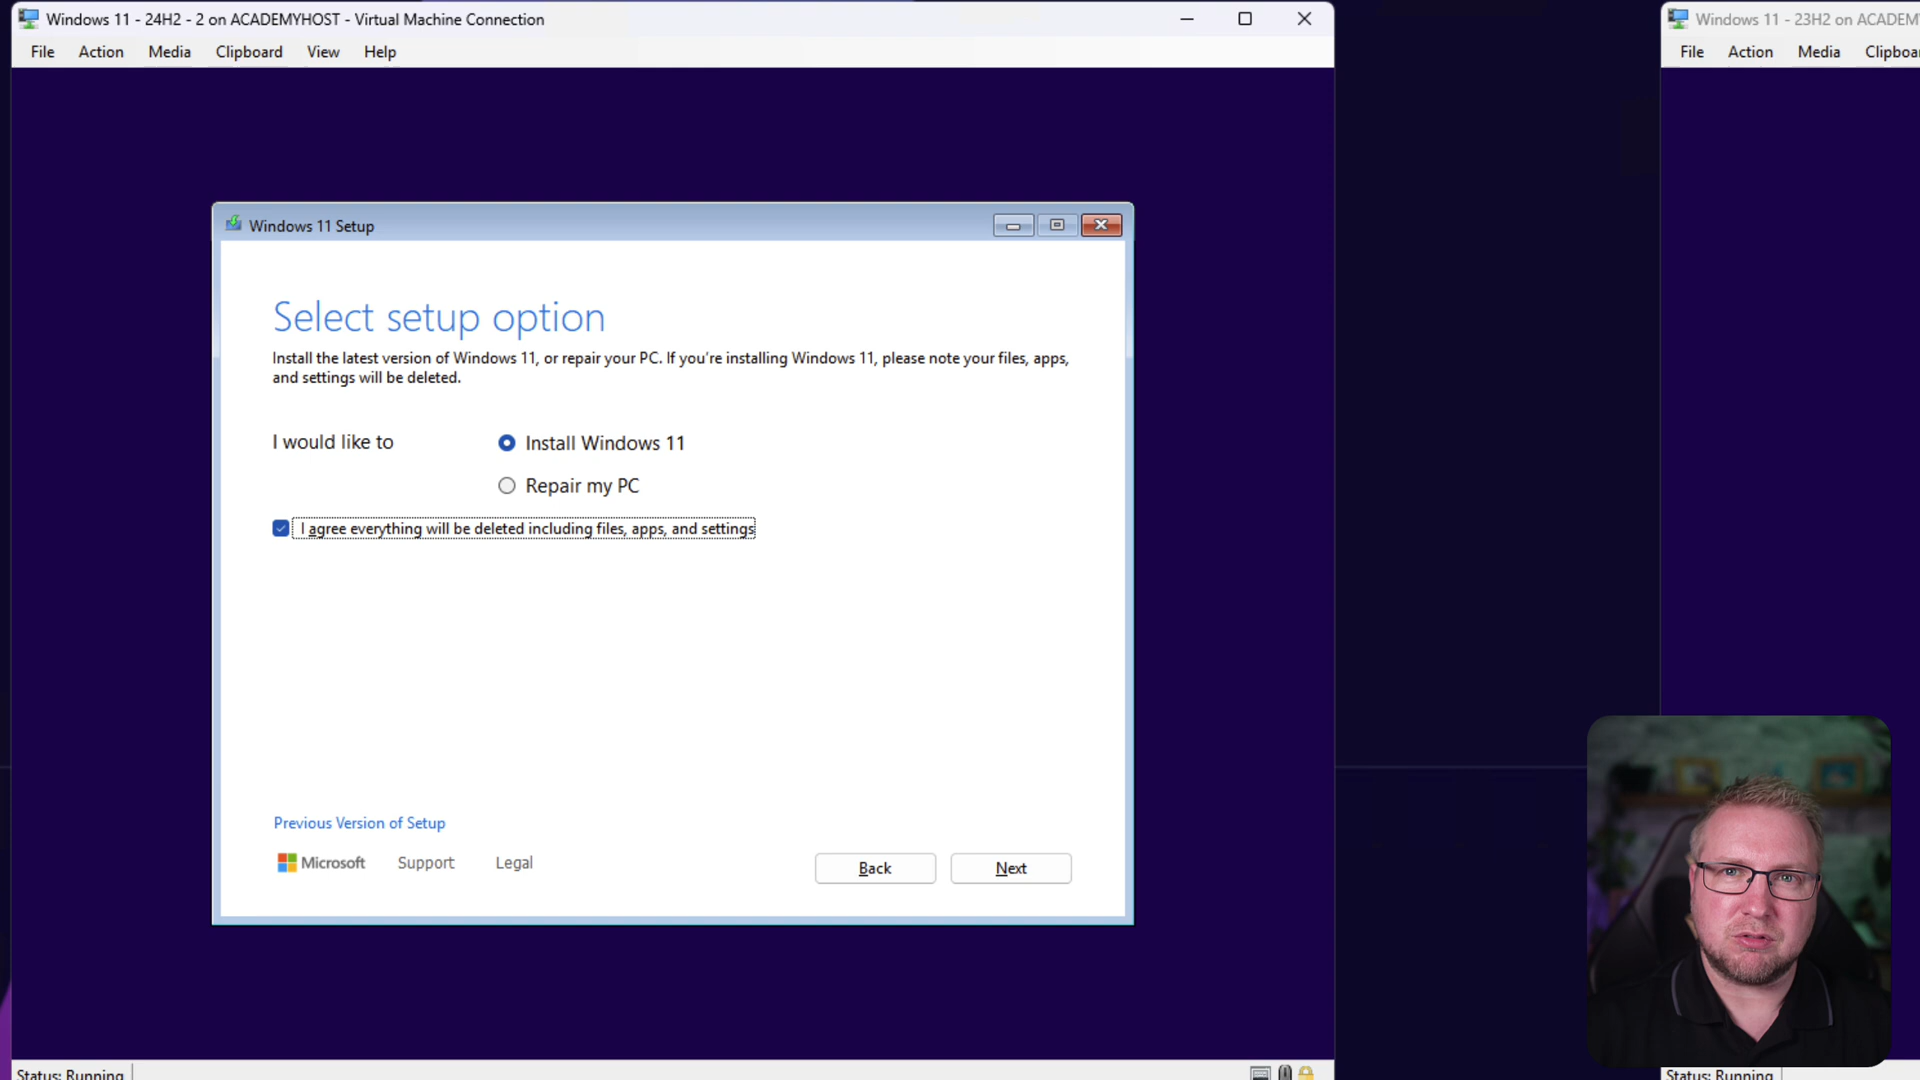 Windows 11 - 24H2 - 2 on ACADEMYHOST - Virtual Machine Connection
File Action Media Clipboard View Help
Windows 11 Setup
Select setup option
Install the latest version of Windows 11, or repair your PC. If you're installing Windows 11, please note your files, apps,
and settings will be deleted.
I would like to
Install Windows 11
Repair my PC
I agree everything will be deleted including files, apps, and settings
Previous Version of Setup
Microsoft Support Legal
Back Next
Status: Running
Windows 11 - 23H2 on ACADEM
File Action Media Clipboa
Status: Running